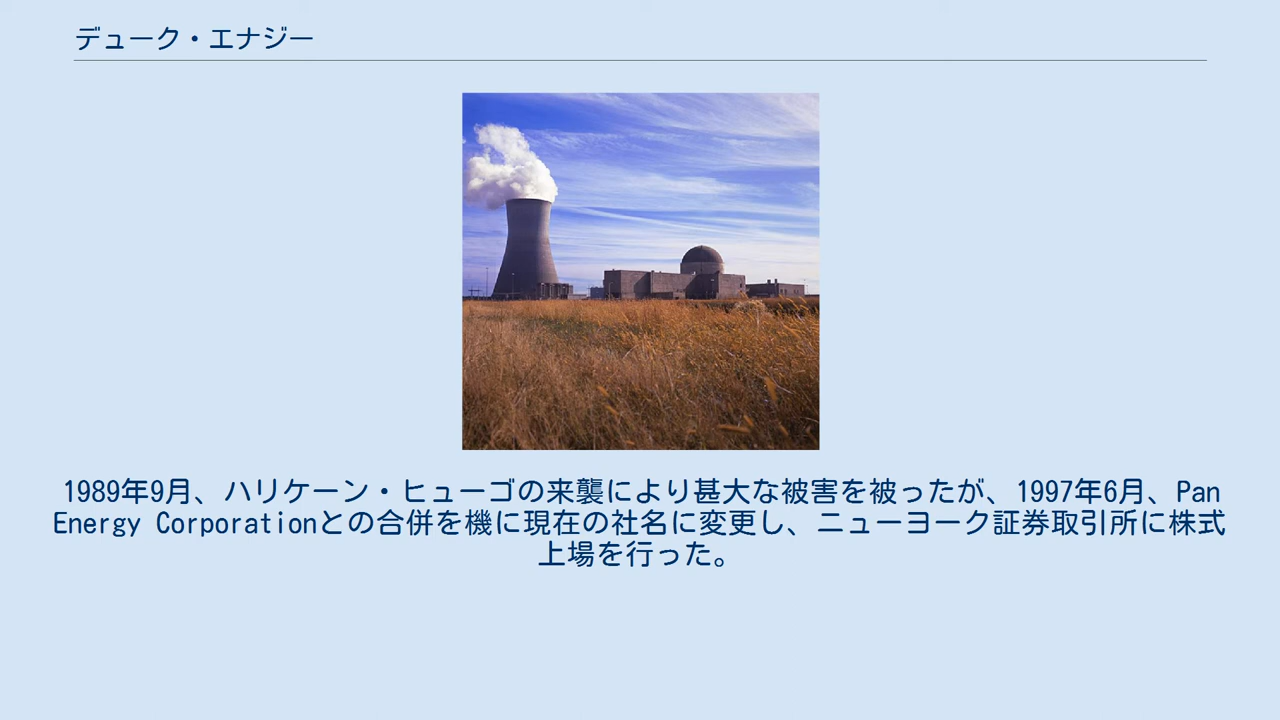 デューク・エナジー
1989年9月、ハリケーン・ヒューゴの来襲により甚大な被害を被ったが、1997年6月、Pan
Energy Corporationとの合併を機に現在の社名に変更し、ニューヨーク証券取引所に株式
上場を行った。